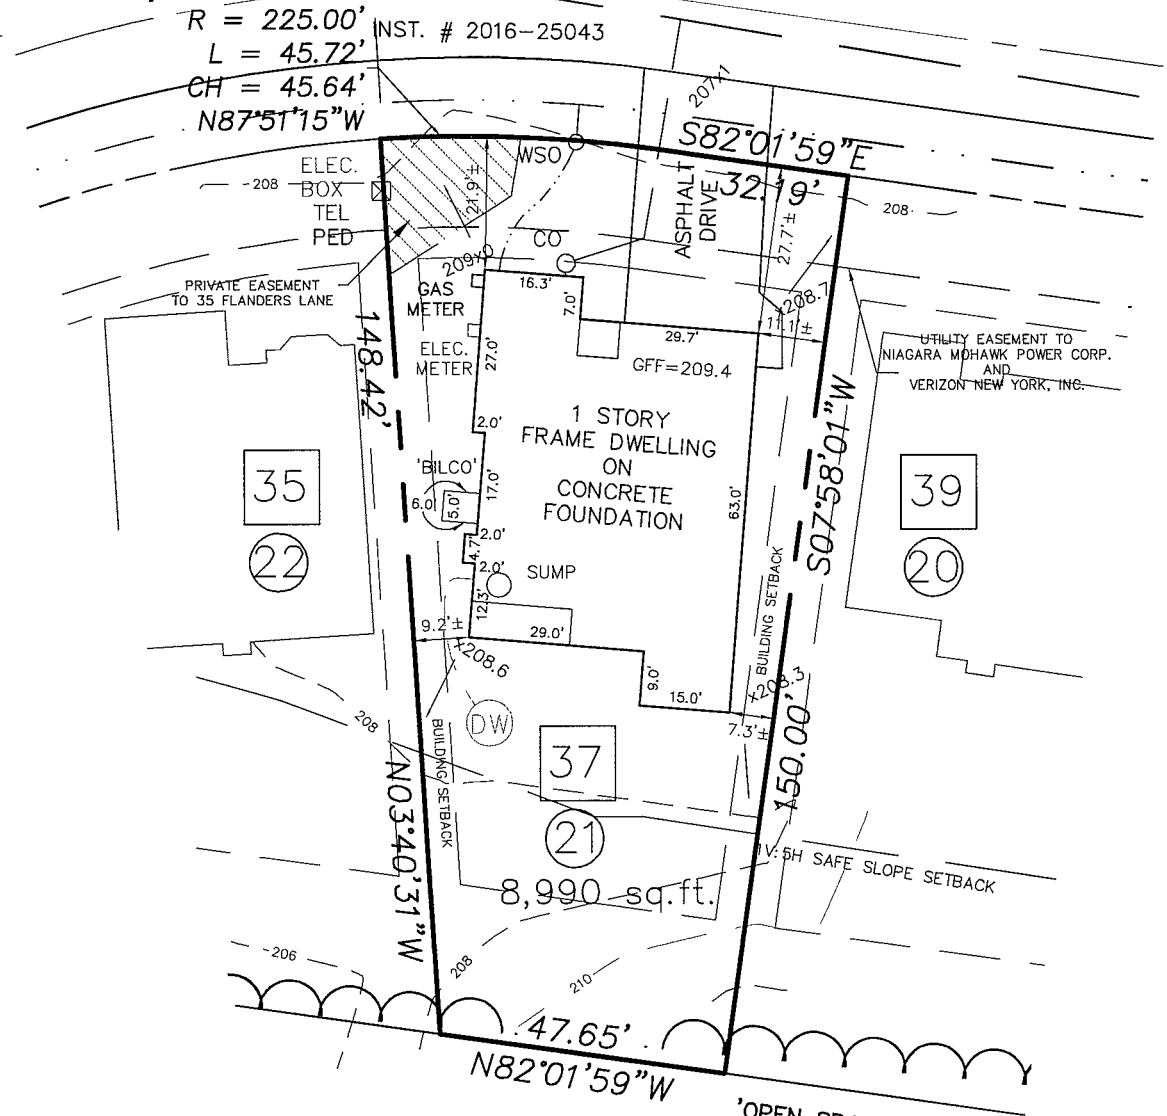 R = 225.00'
L = 45.72'
CH = 45.64'
N87°51'15"W
INST. # 2016-25043
207x1
S82°01'59"E
32.19'
WSO
ELEC.
BOX
TEL
PED
208
21.9'±
ASPHALT
DRIVE
27.7'±
208
CO
209x0
PRIVATE EASEMENT
TO 35 FLANDERS LANE
GAS
METER
16.3'
7.0'
x208.7
11.1'±
29.7'
GFF=209.4
UTILITY EASEMENT TO
NIAGARA MOHAWK POWER CORP.
AND
VERIZON NEW YORK, INC.
148.42'
ELEC.
METER
27.0'
2.0'
1 STORY
FRAME DWELLING
ON
CONCRETE
FOUNDATION
S07°58'01"W
'BILCO'
17.0'
6.0'
5.0'
63.0'
35
22
39
20
2.0'
4.7'
2.0'
SUMP
12.3'
BUILDING SETBACK
9.2'±
29.0'
x208.6
9.0'
15.0'
x208.3
7.3'±
208
DW
BUILDING SETBACK
37
21
150.00'
N03°40'31"W
1V:5H SAFE SLOPE SETBACK
8,990 sq.ft.
206
208
210
47.65'
N82°01'59"W
'OPEN